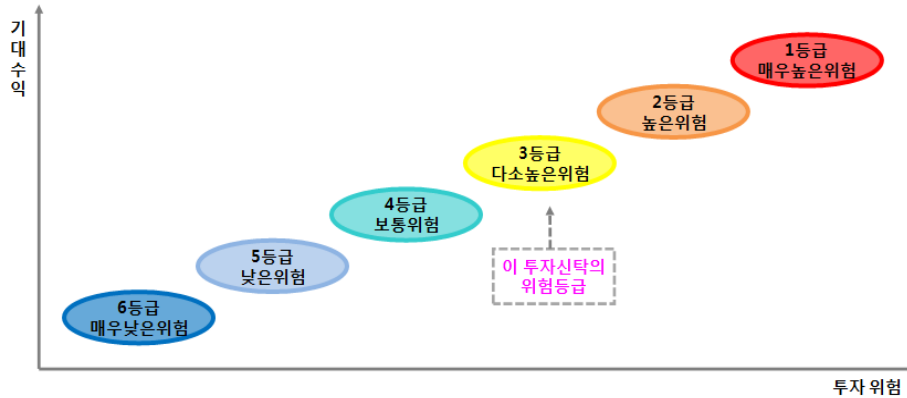 기대수익
1등급
매우높은위험
2등급
높은위험
3등급
다소높은위험
4등급
보통위험
이 투자신탁의
위험등급
5등급
낮은위험
6등급
매우낮은위험
투자 위험